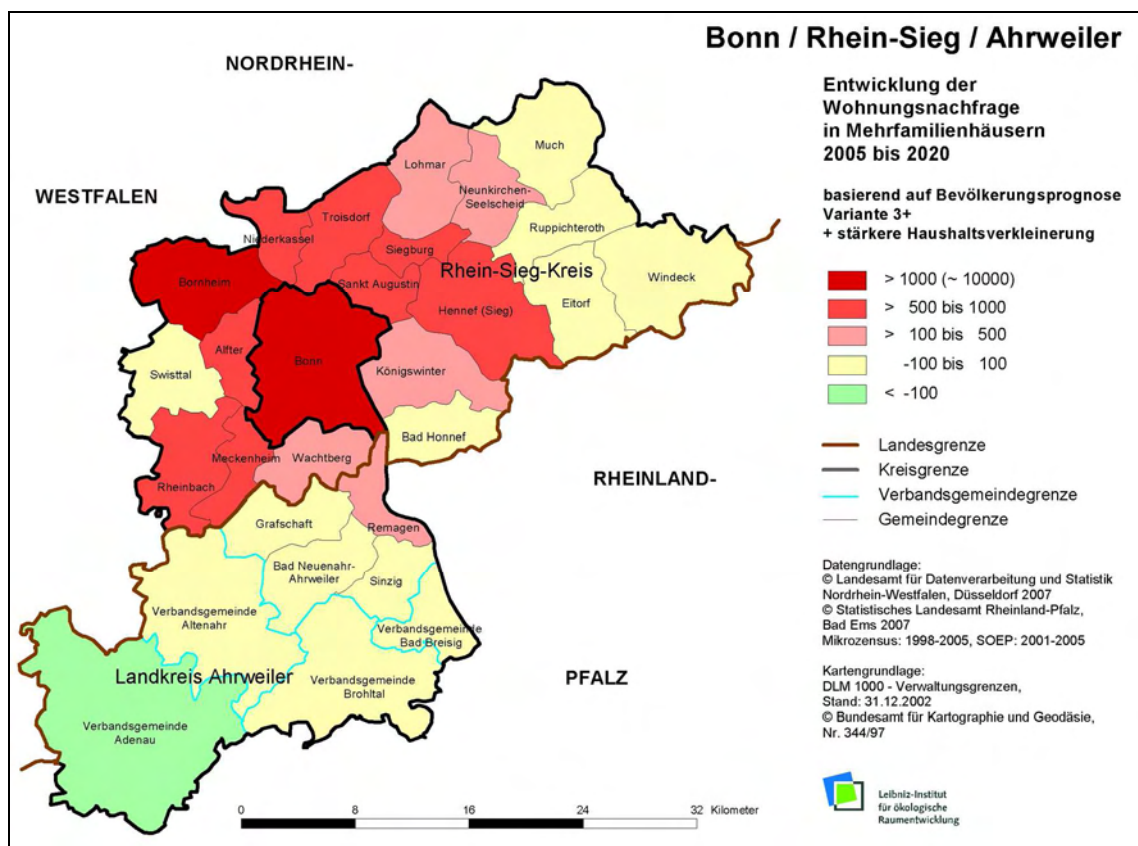 Bonn / Rhein-Sieg / Ahrweiler
NORDRHEIN-
WESTFALEN
RHEINLAND-
PFALZ
Much
Lohmar
Neunkirchen-
Seelscheid
Troisdorf
Niederkassel
Ruppichteroth
Siegburg
Rhein-Sieg-Kreis
Windeck
Bornheim
Sankt Augustin
Eitorf
Hennef (Sieg)
Alfter
Bonn
Königswinter
Swisttal
Bad Honnef
Meckenheim
Wachtberg
Rheinbach
Grafschaft
Remagen
Bad Neuenahr-
Ahrweiler
Sinzig
Verbandsgemeinde
Altenahr
Verbandsgemeinde
Bad Breisig
Landkreis Ahrweiler
Verbandsgemeinde
Brohltal
Verbandsgemeinde
Adenau
0 8 16 24 32 Kilometer
Entwicklung der
Wohnungsnachfrage
in Mehrfamilienhäusern
2005 bis 2020
basierend auf Bevölkerungsprognose
Variante 3+
+ stärkere Haushaltsverkleinerung
> 1000 (~ 10000)
> 500 bis 1000
> 100 bis 500
-100 bis 100
< -100
Landesgrenze
Kreisgrenze
Verbandsgemeindegrenze
Gemeindegrenze
Datengrundlage:
© Landesamt für Datenverarbeitung und Statistik
Nordrhein-Westfalen, Düsseldorf 2007
© Statistisches Landesamt Rheinland-Pfalz,
Bad Ems 2007
Mikrozensus: 1998-2005, SOEP: 2001-2005
Kartengrundlage:
DLM 1000 - Verwaltungsgrenzen,
Stand: 31.12.2002
© Bundesamt für Kartographie und Geodäsie,
Nr. 344/97
Leibniz-Institut
für ökologische
Raumentwicklung